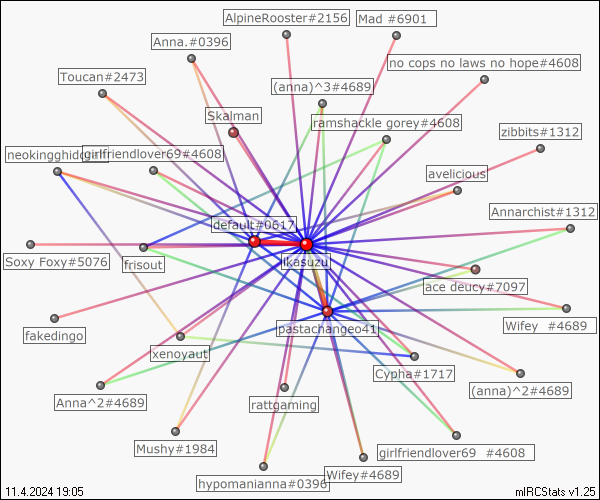 AlpineRooster#2156
Mad #6901
Anna.#0396
no cops no laws no hope#4608
Toucan#2473
(anna)^3#4689
Skalman
ramshackle gorey#4608
zibbits#1312
girlfriendlover69#4608
avelicious
Annarchist#1312
default#0617
ikasuzu
Soxy Foxy#5076
frisout
ace deucy#7097
Wifey #4689
fakedingo
pastachangeo41
xenoyaut
Cypha#1717
(anna)^2#4689
Anna^2#4689
rattgaming
Mushy#1984
girlfriendlover69 #4608
Wifey#4689
hypomanianna#0396
11.4.2024 19:05
mIRCStats v1.25